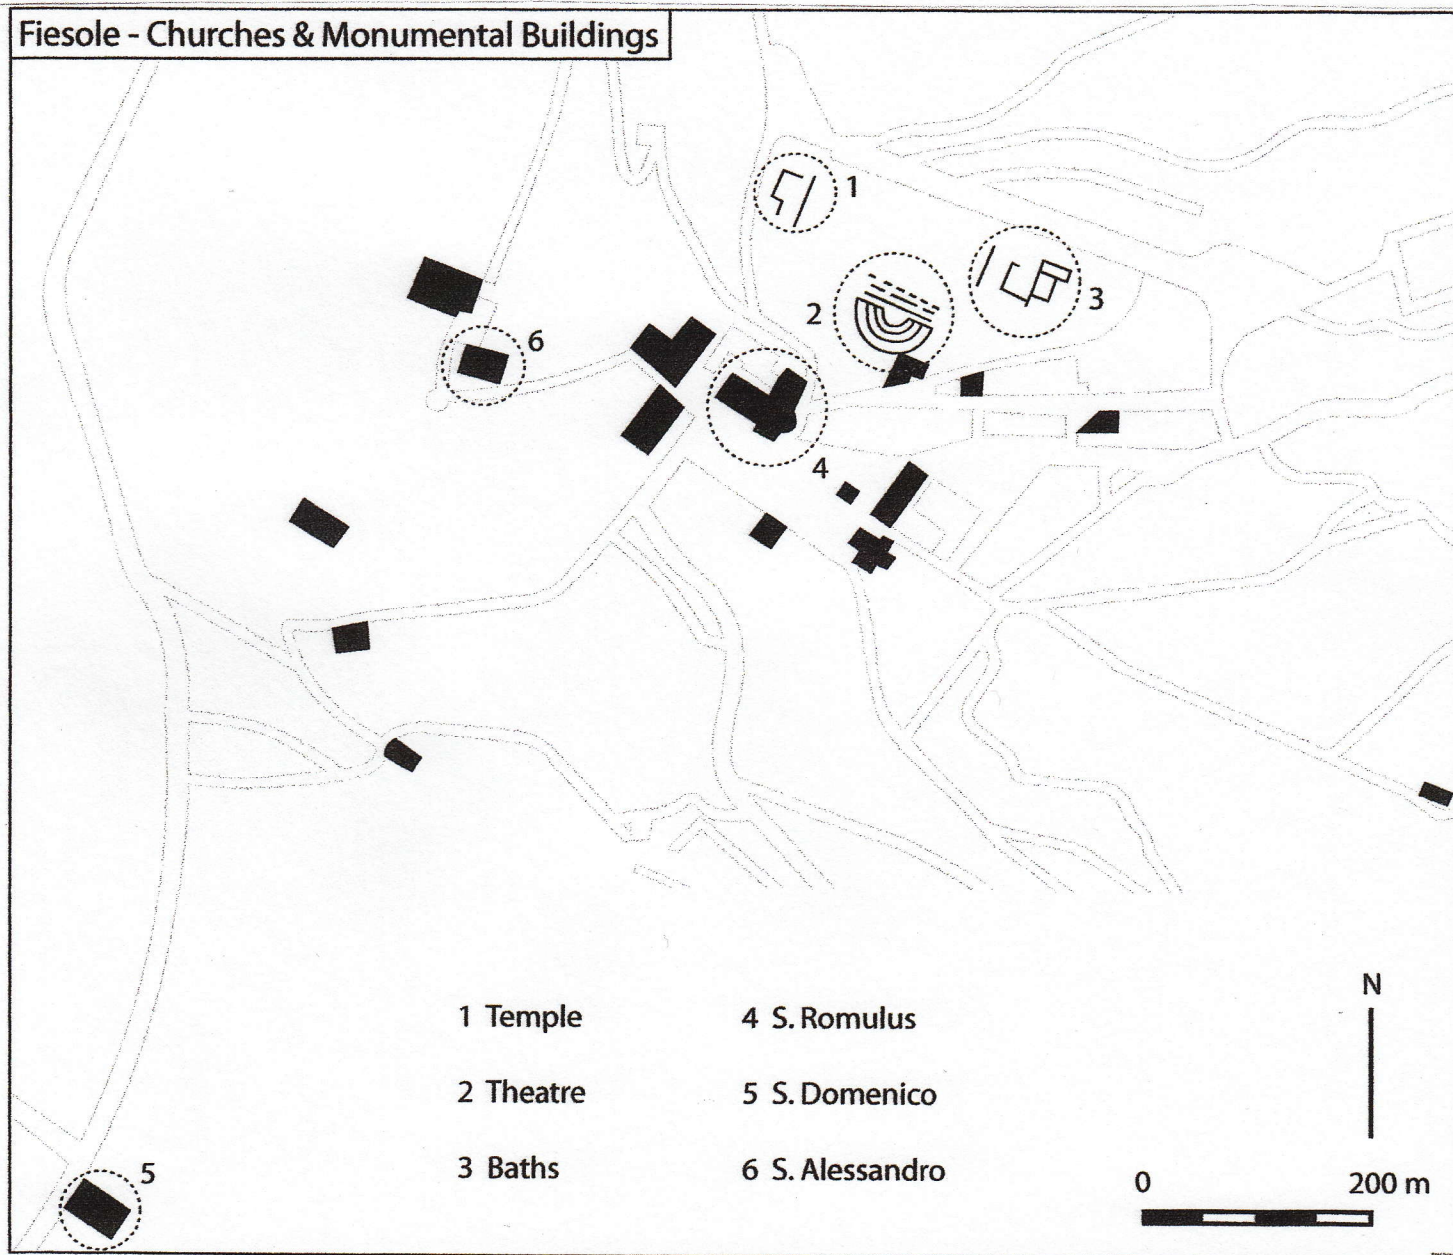 Fiesole - Churches & Monumental Buildings
1
2
3
6
4
5
1 Temple
2 Theatre
3 Baths
4 S. Romulus
5 S. Domenico
6 S. Alessandro
N
0 200 m